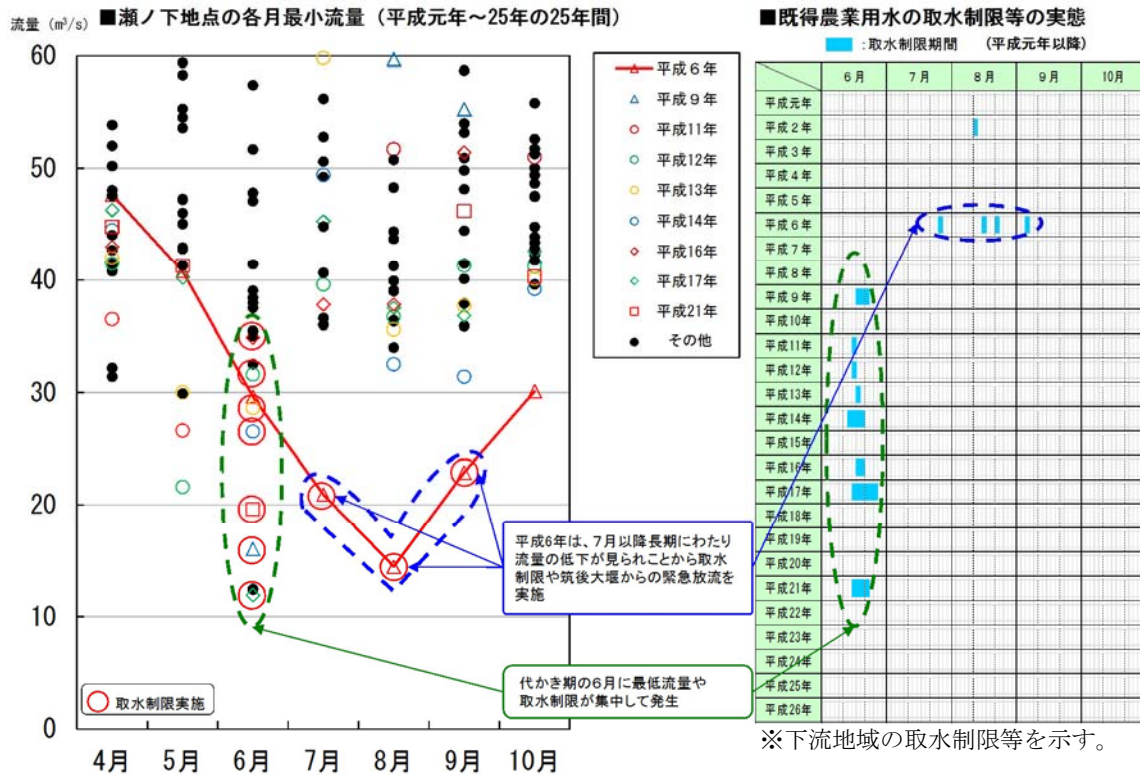 ■瀬ノ下地点の各月最小流量（平成元年～25年の25年間）
流量（m³/s）
60
50
40
30
20
10
0
4月
5月
6月
7月
8月
9月
10月
平成６年
平成９年
平成11年
平成12年
平成13年
平成14年
平成16年
平成17年
平成21年
その他
取水制限実施
平成6年は、7月以降長期にわたり
流量の低下が見られことから取水
制限や筑後大堰からの緊急放流を
実施
代かき期の6月に最低流量や
取水制限が集中して発生
■既得農業用水の取水制限等の実態
：取水制限期間　（平成元年以降）
６月
７月
８月
９月
10月
平成元年
平成２年
平成３年
平成４年
平成５年
平成６年
平成７年
平成８年
平成９年
平成10年
平成11年
平成12年
平成13年
平成14年
平成15年
平成16年
平成17年
平成18年
平成19年
平成20年
平成21年
平成22年
平成23年
平成24年
平成25年
平成26年
※下流地域の取水制限等を示す。